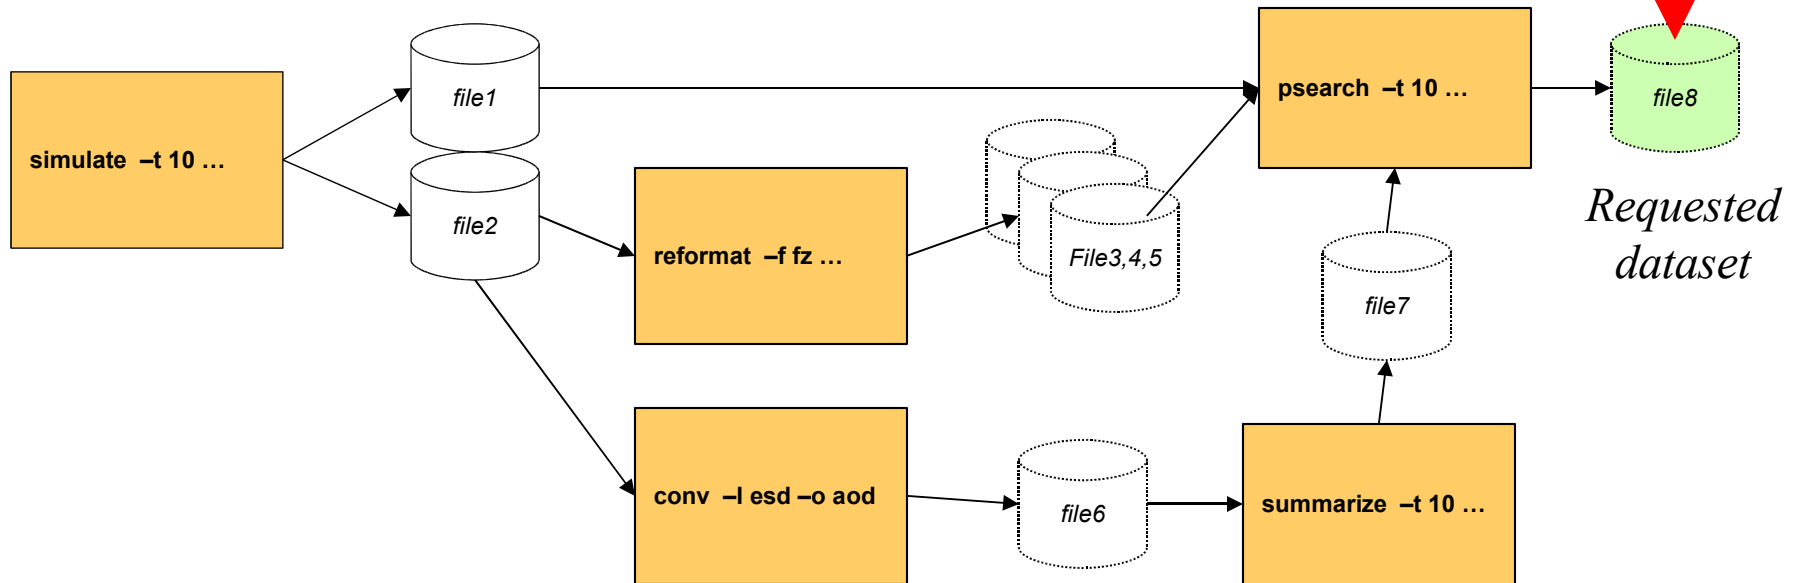 simulate –t 10 …
file1
file2
reformat –f fz …
conv –l esd –o aod
File3,4,5
file6
psearch –t 10 …
file7
summarize –t 10 …
file8
Requested
dataset